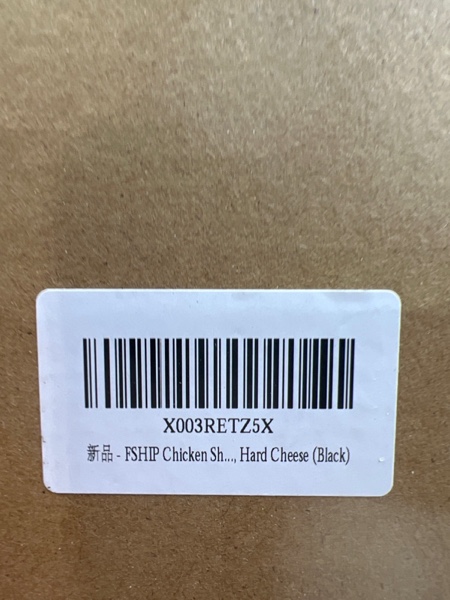 X003RETZ5X
新品 - FSHIP Chicken Sh..., Hard Cheese (Black)